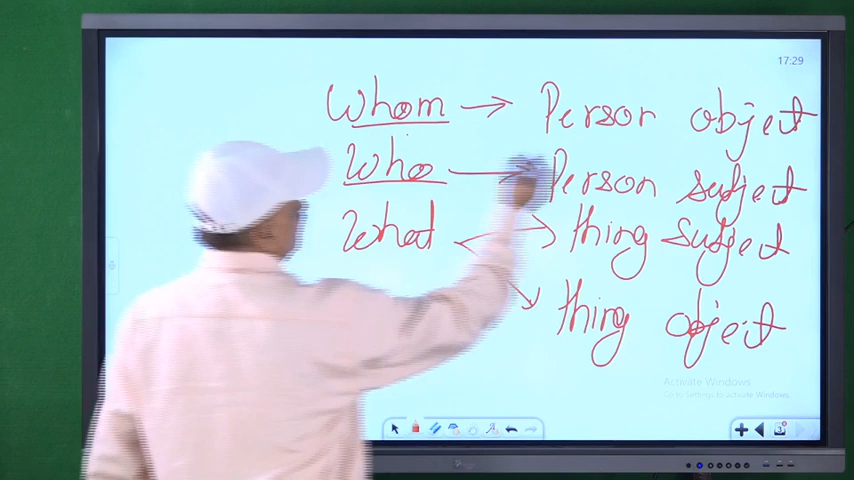 17:29
Whom → Person object
Who → Person subject
What → thing subject
→ thing object
Activate Windows
Go to Settings to activate Windows.
3